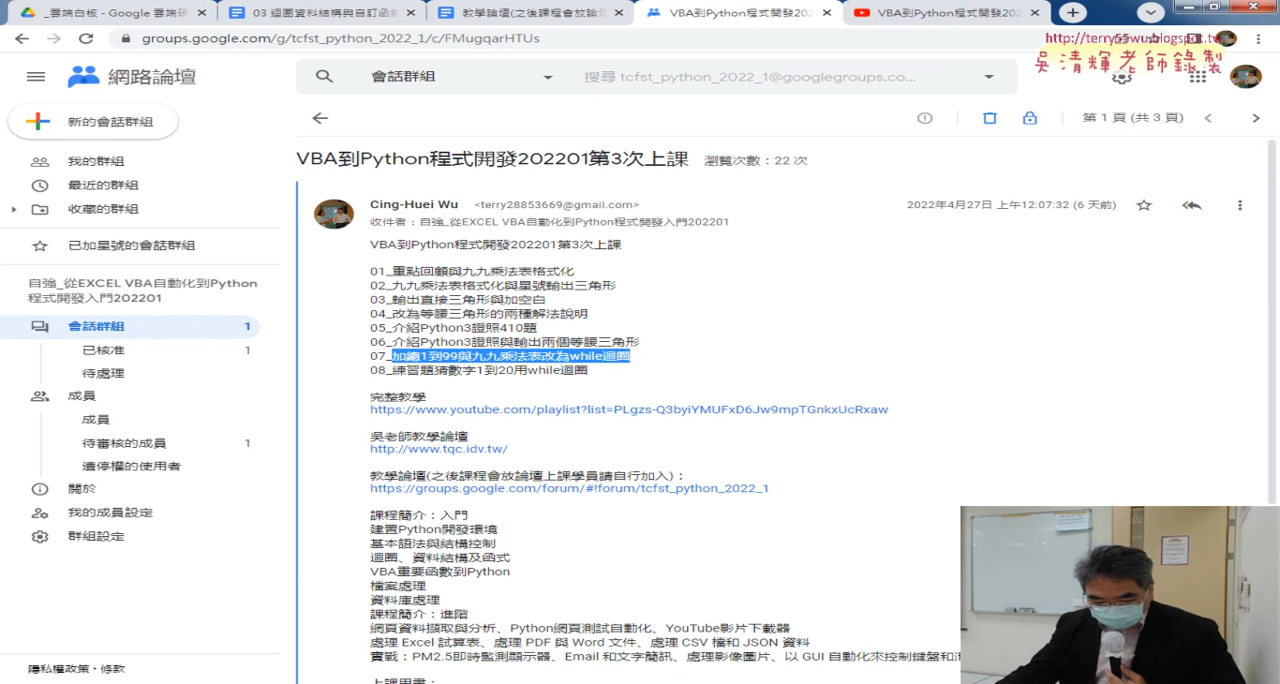 _雲端白板 - Google 雲端硬
03 迴圈資料結構與自訂函
教學論壇(之後課程會放論壇
VBA到Python程式開發202
VBA到Python程式開發202
groups.google.com/g/tcfst_python_2022_1/c/FMugqarHTUs
http://terry55wu.blogspot.tw
吳清輝老師錄製
網路論壇
會話群組
搜尋 tcfst_python_2022_1@googlegroups.co...
新的會話群組
第 1 頁 (共 3 頁)
我的群組
最近的群組
收藏的群組
已加星號的會話群組
自強_從EXCEL VBA自動化到Python
程式開發入門202201
會話群組 1
已核准 1
待處理
成員
成員
待審核的成員 1
遭停權的使用者
關於
我的成員設定
群組設定
隱私權政策・條款
VBA到Python程式開發202201第3次上課 瀏覽次數：22 次
Cing-Huei Wu <terry28853669@gmail.com>
2022年4月27日 上午12:07:32 (6 天前)
收件者：自強_從EXCEL VBA自動化到Python程式開發入門202201
VBA到Python程式開發202201第3次上課
01_重點回顧與九九乘法表格式化
02_九九乘法表格式化與星號輸出三角形
03_輸出直接三角形與加空白
04_改為等腰三角形的兩種解法說明
05_介紹Python3證照410題
06_介紹Python3證照與輸出兩個等腰三角形
07_加總1到99與九九乘法表改為while迴圈
08_練習題猜數字1到20用while迴圈
完整教學
https://www.youtube.com/playlist?list=PLgzs-Q3byiYMUFxD6Jw9mpTGnkxUcRxaw
吳老師教學論壇
http://www.tqc.idv.tw/
教學論壇(之後課程會放論壇上課學員請自行加入)：
https://groups.google.com/forum/#!forum/tcfst_python_2022_1
課程簡介：入門
建置Python開發環境
基本語法與結構控制
迴圈、資料結構及函式
VBA重要函數到Python
檔案處理
資料庫處理
課程簡介：進階
網頁資料擷取與分析、Python網頁測試自動化、YouTube影片下載器
處理 Excel 試算表、處理 PDF 與 Word 文件、處理 CSV 檔和 JSON 資料
實戰：PM2.5即時監測顯示器、Email 和文字簡訊、處理影像圖片、以 GUI 自動化來控制鍵盤和
上課用書：